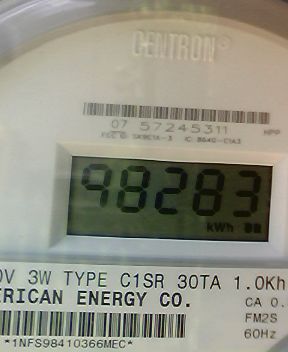 CENTRON®
07 57245311
HPP
98283
kWh
0V 3W TYPE C1SR 30TA 1.0Kh
ERICAN ENERGY CO.
CA 0.
FM2S
60Hz
*1NFS98410366MEC*